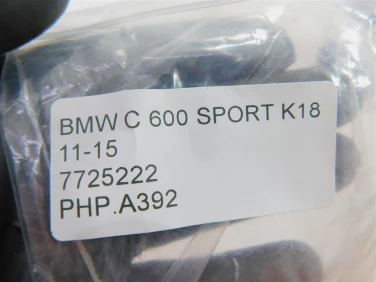 BMW C 600 SPORT K18
11-15
7725222
PHP.A392